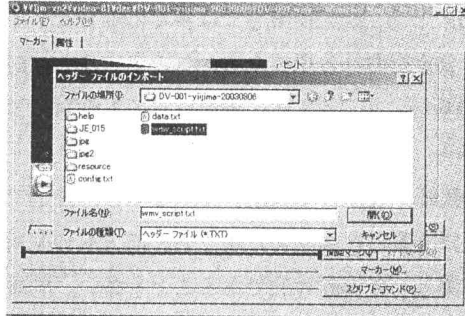 ファイル(F)
マーカー 属性
ヘッダー ファイルのインポート
ファイルの場所(I): DV-001-yiijima-20030806
help
JE_015
jpg
jpg2
resource
config.txt
data.txt
wmv_script.txt
ファイル名(N): wmv_script.txt 開く(O)
ファイルの種類(T): ヘッダー ファイル (*.TXT) キャンセル
マーカー(M)...
スクリプト コマンド(P)...